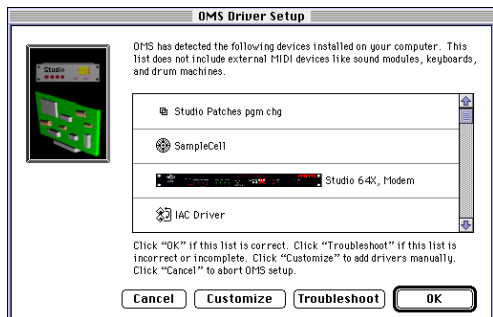 OMS Driver Setup
OMS has detected the following devices installed on your computer. This
list does not include external MIDI devices like sound modules, keyboards,
and drum machines.
Studio
Studio Patches pgm chg
SampleCell
Studio 64X, Modem
IAC Driver
Click “OK” if this list is correct. Click “Troubleshoot” if this list is
incorrect or incomplete. Click “Customize” to add drivers manually.
Click “Cancel” to abort OMS setup.
Cancel Customize Troubleshoot OK